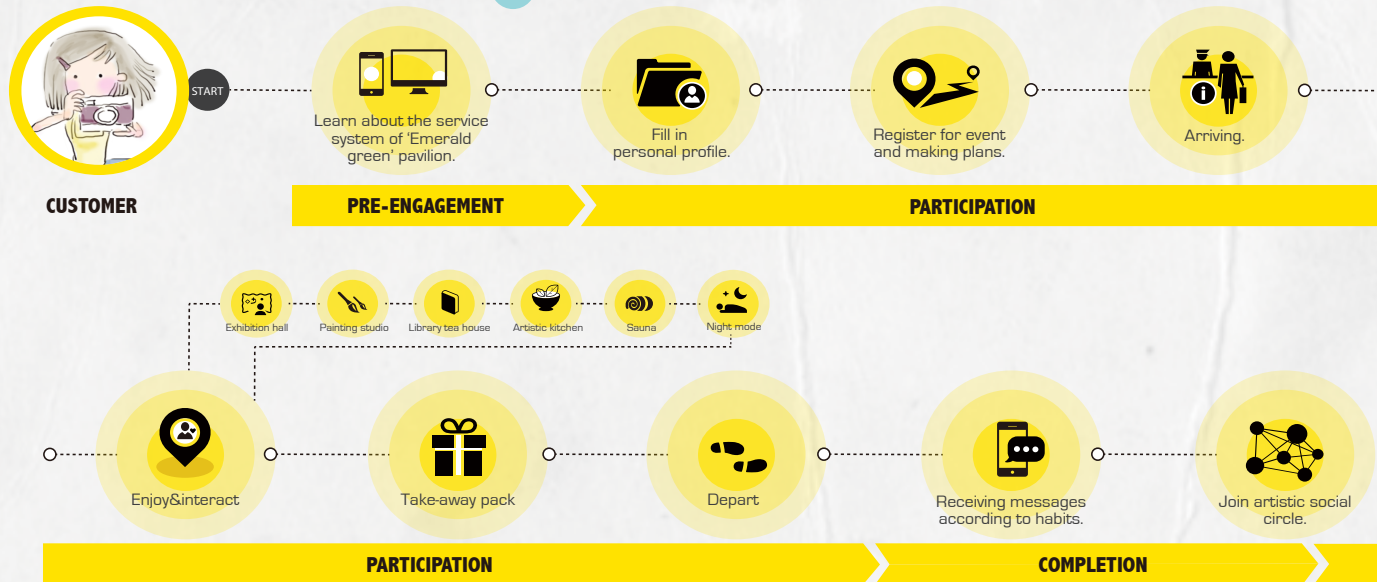 START
Learn about the service
system of ‘Emerald
green’ pavilion.
Fill in
personal profile.
Register for event
and making plans.
Arriving.
CUSTOMER
PRE-ENGAGEMENT
PARTICIPATION
Exhibition hall
Painting studio
Library tea house
Artistic kitchen
Sauna
Night mode
Enjoy&interact
Take-away pack
Depart
Receiving messages
according to habits.
Join artistic social
circle.
PARTICIPATION
COMPLETION